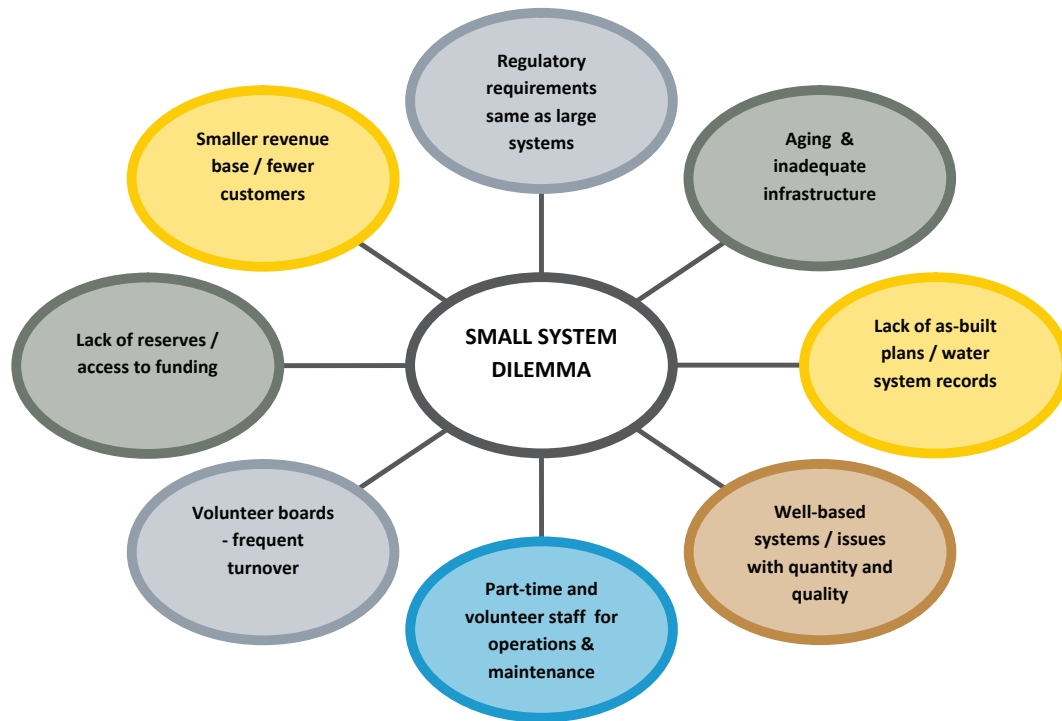 Regulatory
requirements
same as large
systems
Smaller revenue
base / fewer
customers
Aging & 
inadequate
infrastructure
SMALL SYSTEM
DILEMMA
Lack of reserves /
access to funding
Lack of as-built
plans / water
system records
Volunteer boards
- frequent
turnover
Well-based
systems / issues
with quantity and
quality
Part-time and
volunteer staff for
operations &
maintenance